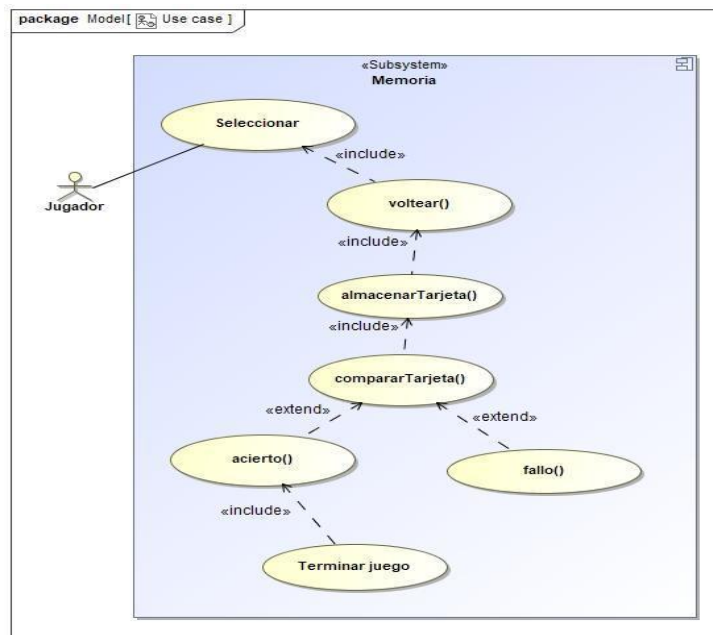 package Model[ Use case ]
«Subsystem»
Memoria
Seleccionar
«include»
Jugador
voltear()
«include»
almacenarTarjeta()
«include»
compararTarjeta()
«extend»
«extend»
acierto()
fallo()
«include»
Terminar juego